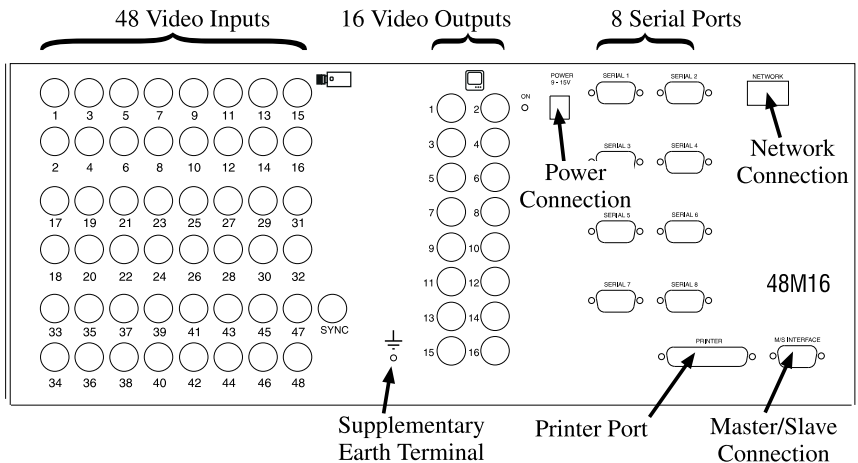 48 Video Inputs
16 Video Outputs
8 Serial Ports
1 3 5 7 9 11 13 15
2 4 6 8 10 12 14 16
17 19 21 23 25 27 29 31
18 20 22 24 26 28 30 32
33 35 37 39 41 43 45 47 SYNC
34 36 38 40 42 44 46 48
1 2
3 4
5 6
7 8
9 10
11 12
13 14
15 16
ON
POWER
9 - 15V
SERIAL 1
SERIAL 2
SERIAL 3
SERIAL 4
SERIAL 5
SERIAL 6
SERIAL 7
SERIAL 8
NETWORK
Power
Connection
Network
Connection
48M16
PRINTER
M/S INTERFACE
Supplementary
Earth Terminal
Printer Port
Master/Slave
Connection